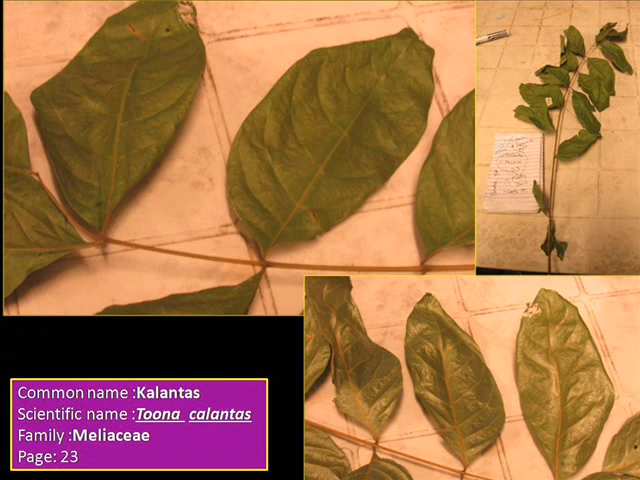 Common name :Kalantas
Scientific name :Toona calantas
Family :Meliaceae
Page: 23